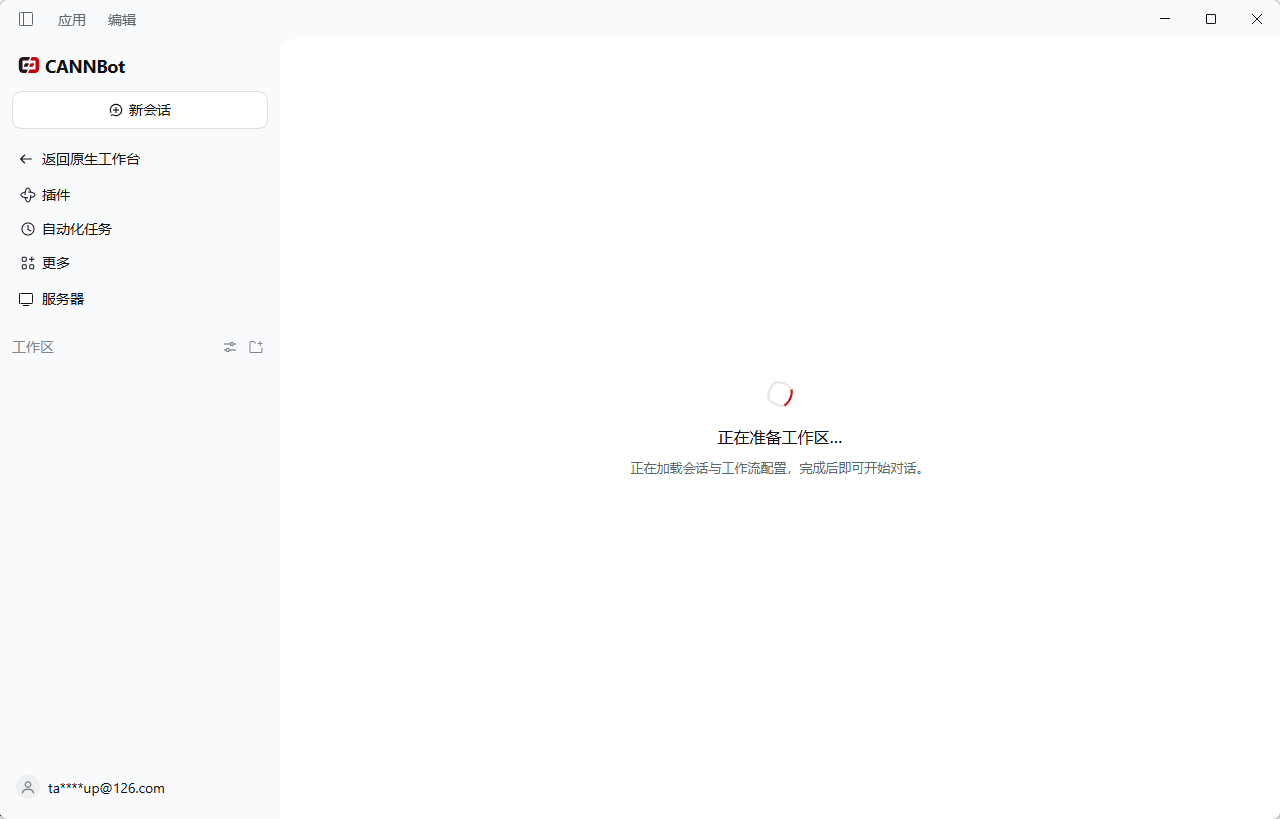 应用 编辑
CANNBot
新会话
返回原生工作台
插件
自动化任务
更多
服务器
工作区
正在准备工作区...
正在加载会话与工作流配置，完成后即可开始对话。
ta****up@126.com